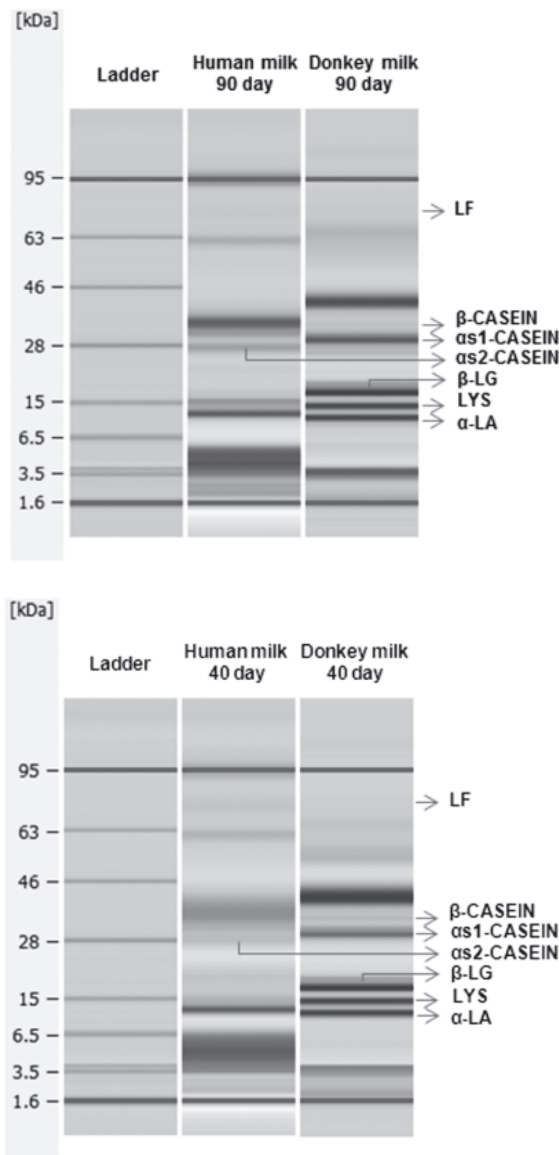 [kDa]
Ladder
Human milk
90 day
Donkey milk
90 day
95
63
46
28
15
6.5
3.5
1.6
LF
β-CASEIN
αs1-CASEIN
αs2-CASEIN
β-LG
LYS
α-LA
[kDa]
Ladder
Human milk
40 day
Donkey milk
40 day
95
63
46
28
15
6.5
3.5
1.6
LF
β-CASEIN
αs1-CASEIN
αs2-CASEIN
β-LG
LYS
α-LA